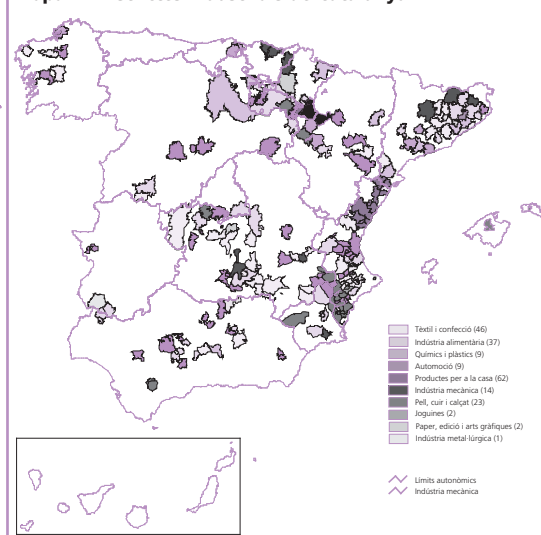 Tèxtil i confecció (46)
Indústria alimentària (37)
Químics i plàstics (9)
Automoció (9)
Productes per a la casa (62)
Indústria mecànica (14)
Pell, cuir i calçat (23)
Joguines (2)
Paper, edició i arts gràfiques (2)
Indústria metal·lúrgica (1)
Límits autonòmics
Indústria mecànica